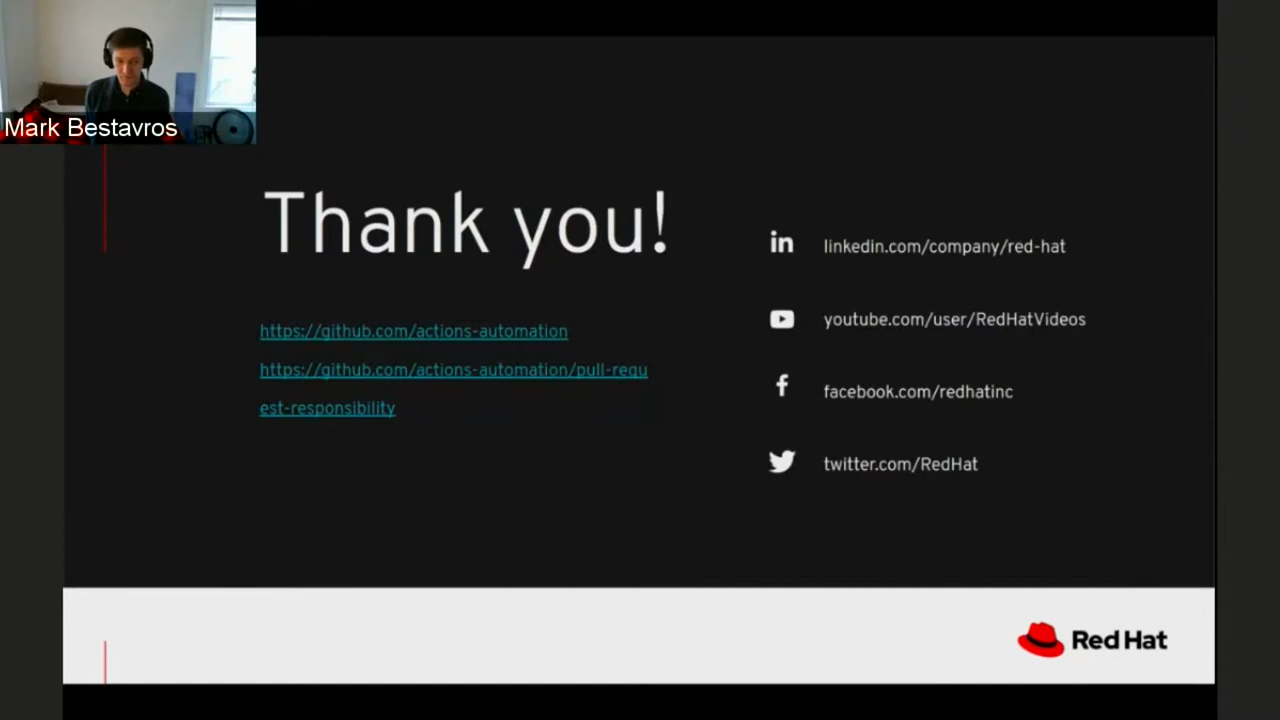 Mark Bestavros
Thank you!
https://github.com/actions-automation
https://github.com/actions-automation/pull-requ
est-responsibility
in
linkedin.com/company/red-hat
youtube.com/user/RedHatVideos
f
facebook.com/redhatinc
twitter.com/RedHat
Red Hat